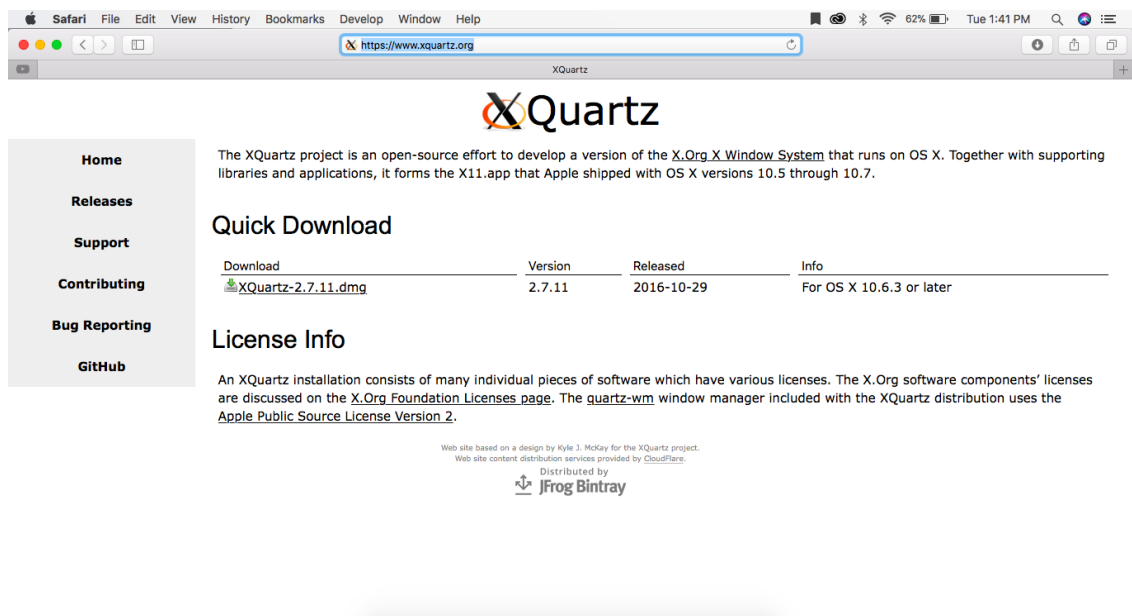 Safari File Edit View History Bookmarks Develop Window Help 62% Tue 1:41 PM
https://www.xquartz.org
XQuartz
XQuartz
Home
Releases
Support
Contributing
Bug Reporting
GitHub
The XQuartz project is an open-source effort to develop a version of the X.Org X Window System that runs on OS X. Together with supporting
libraries and applications, it forms the X11.app that Apple shipped with OS X versions 10.5 through 10.7.
Quick Download
Download Version Released Info
XQuartz-2.7.11.dmg 2.7.11 2016-10-29 For OS X 10.6.3 or later
License Info
An XQuartz installation consists of many individual pieces of software which have various licenses. The X.Org software components’ licenses
are discussed on the X.Org Foundation Licenses page. The quartz-wm window manager included with the XQuartz distribution uses the
Apple Public Source License Version 2.
Web site based on a design by Kyle J. McKay for the XQuartz project.
Web site content distribution services provided by CloudFlare.
Distributed by
JFrog Bintray